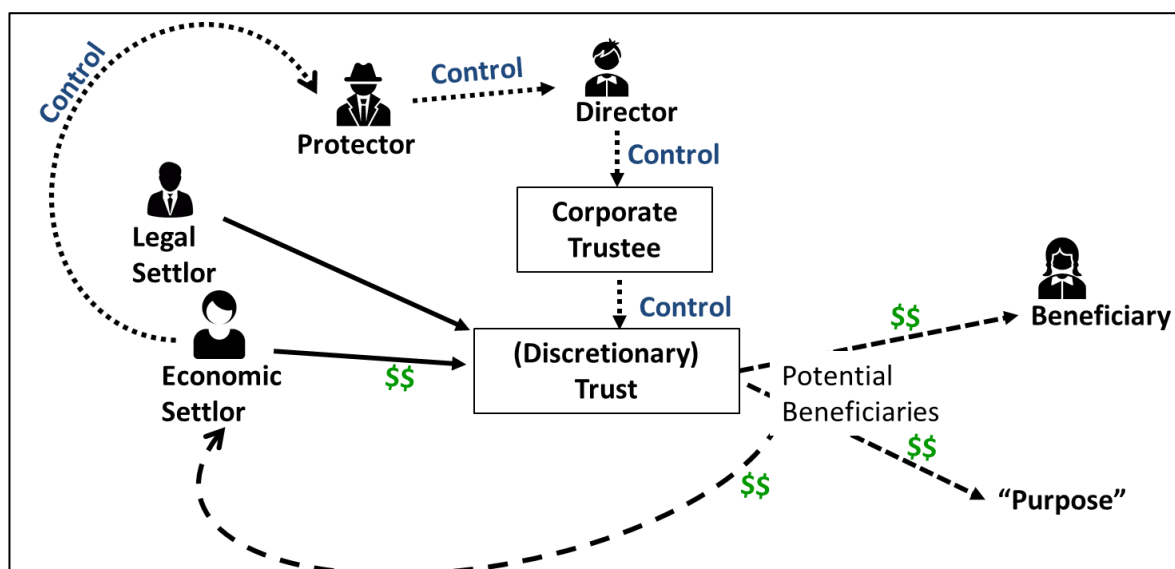 Control
Protector
Control
Director
Control
Corporate
Trustee
Control
Legal
Settlor
Economic
Settlor
$$
(Discretionary)
Trust
$$
Beneficiary
Potential
Beneficiaries
$$
$$
“Purpose”